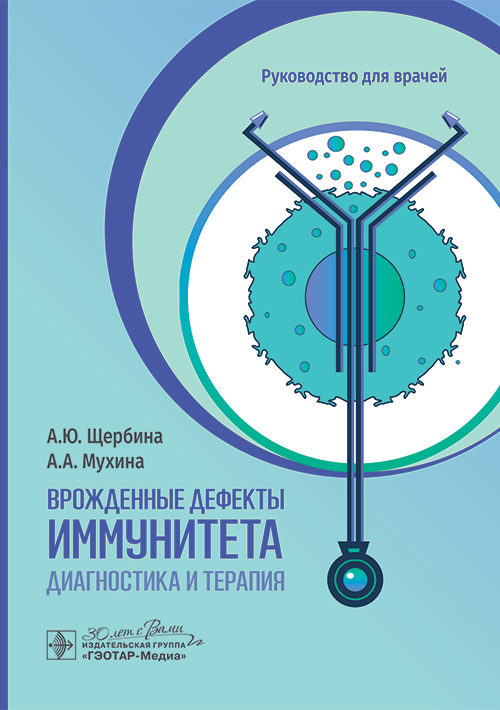 Руководство для врачей
А.Ю. Щербина
А.А. Мухина
ВРОЖДЕННЫЕ ДЕФЕКТЫ
ИММУНИТЕТА
ДИАГНОСТИКА И ТЕРАПИЯ
30 лет с Вами
ИЗДАТЕЛЬСКАЯ ГРУППА
«ГЭОТАР-Медиа»